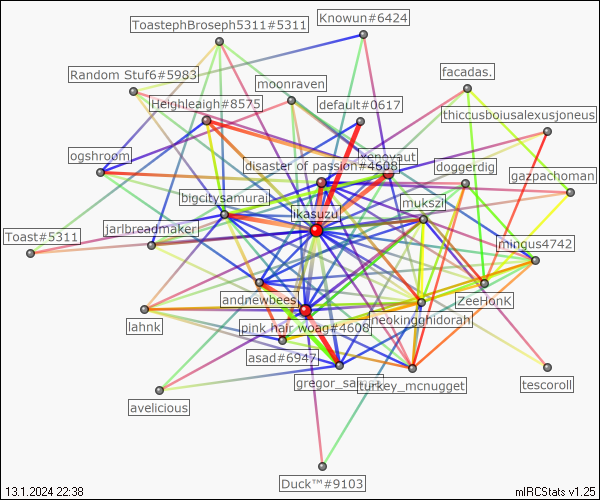 Knowun#6424
ToastephBroseph5311#5311
Random Stuf6#5983
facadas.
moonraven
Heighleaigh#8575
default#0617
thiccusboiusalexusjoneus
ogshroom
disaster of passion#4608
doggerdig
gazpachoman
bigcitysamurai
mukszi
ikasuzu
Toast#5311
jarlbreadmaker
mingus4742
andnewbees
ZeeHonK
lahnk
pink hair woag#4608
neokingghidorah
asad#6947
gregor_sa
turkey_mcnugget
tescoroll
avelicious
Duck™#9103
13.1.2024 22:38
mIRCStats v1.25